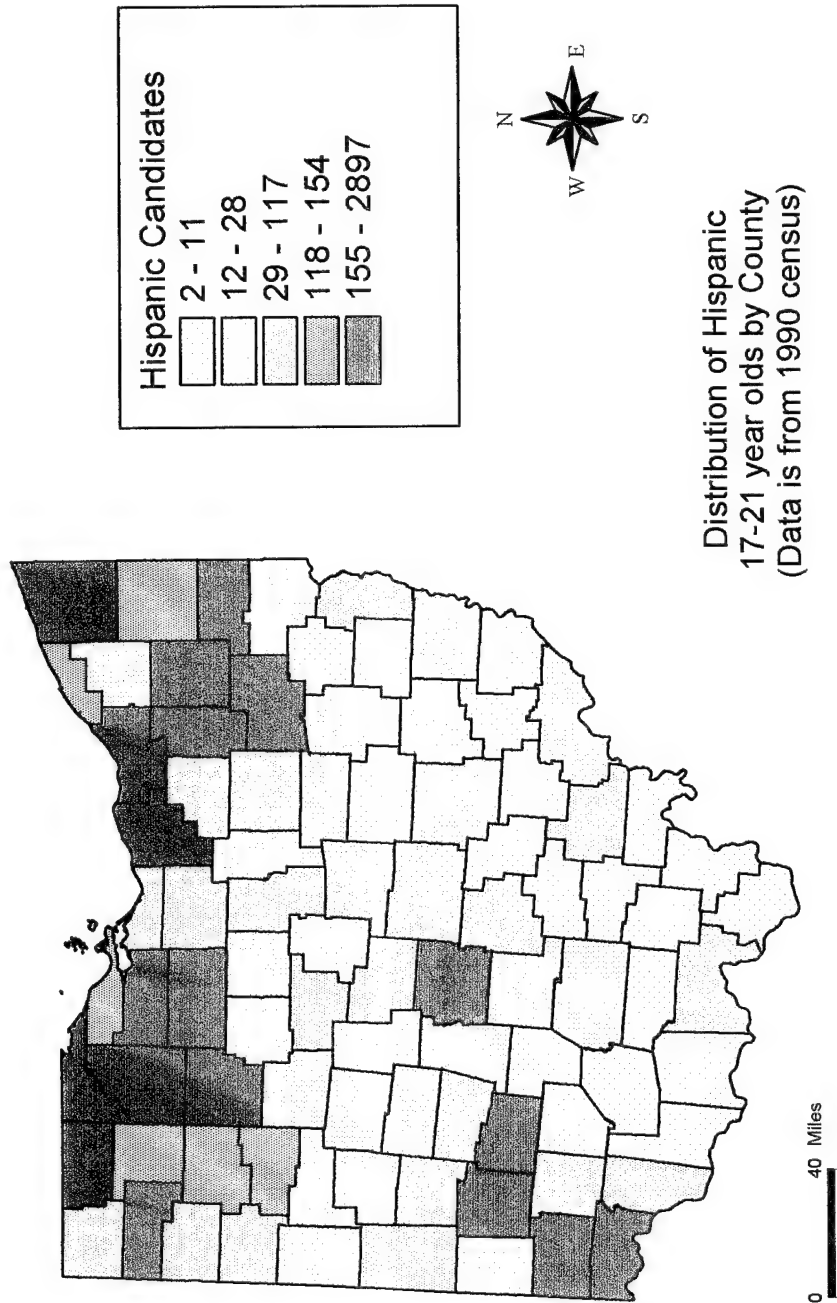 Hispanic Candidates
2 - 11
12 - 28
29 - 117
118 - 154
155 - 2897
N
W E
S
Distribution of Hispanic
17-21 year olds by County
(Data is from 1990 census)
0 40 Miles